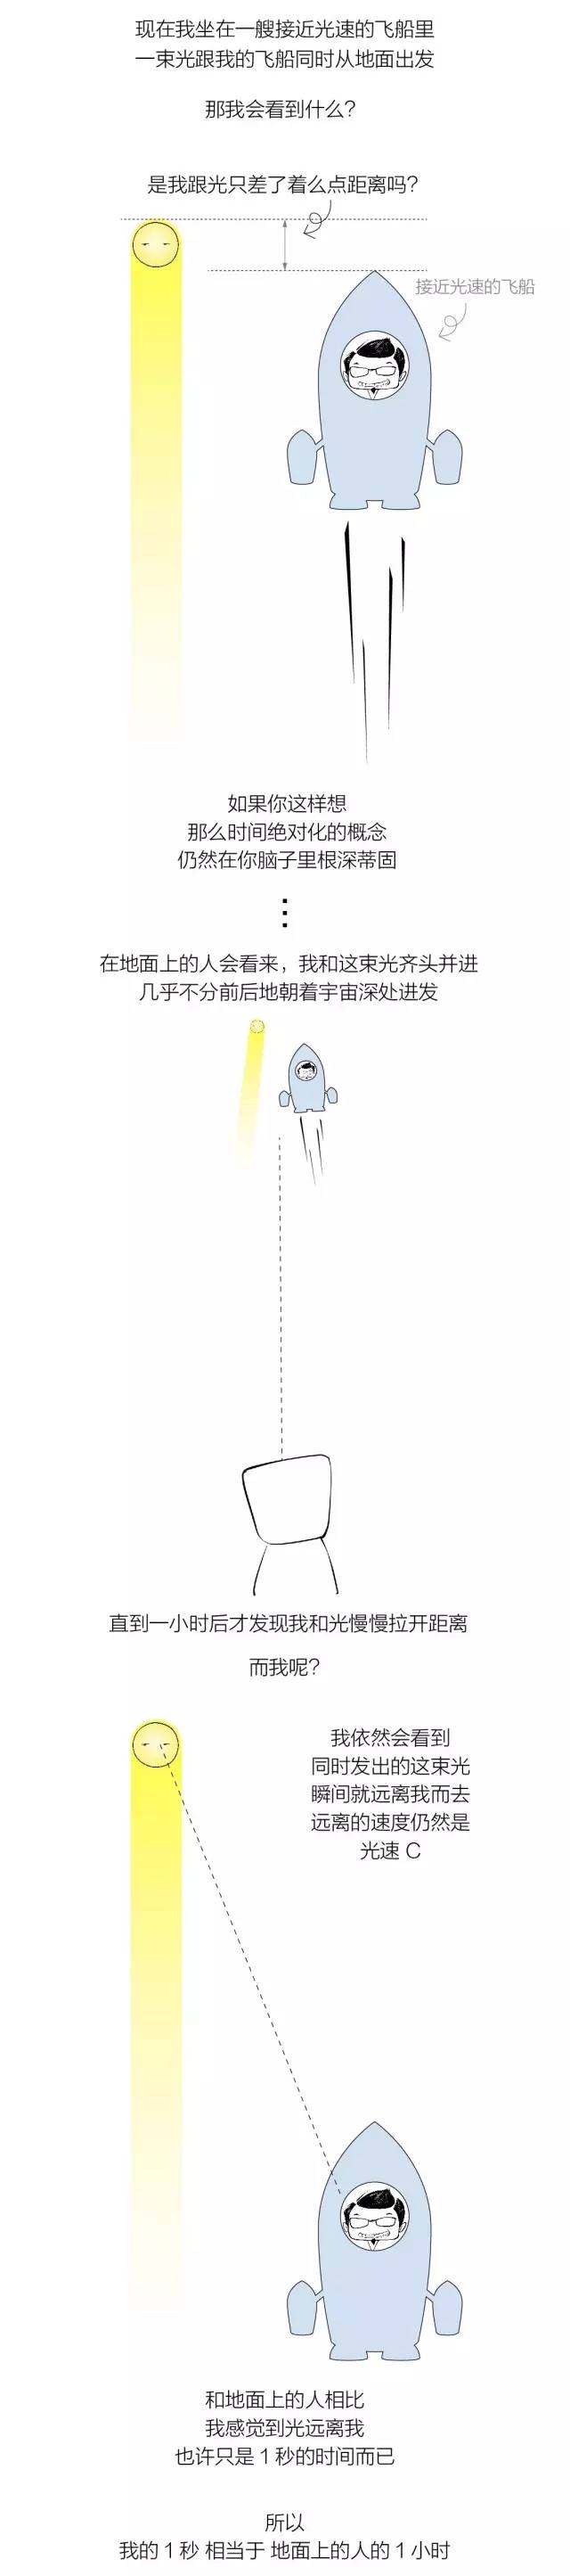 现在我坐在一艘接近光速的飞船里
一束光跟我的飞船同时从地面出发
那我会看到什么？
是我跟光只差了着么点距离吗？
接近光速的飞船
如果你这样想
那么时间绝对化的概念
仍然在你脑子里根深蒂固
在地面上的人会看来，我和这束光齐头并进
几乎不分前后地朝着宇宙深处进发
直到一小时后才发现我和光慢慢拉开距离
而我呢？
我依然会看到
同时发出的这束光
瞬间就远离我而去
远离的速度仍然是
光速 C
和地面上的人相比
我感觉到光远离我
也许只是 1 秒的时间而已
所以
我的 1 秒 相当于 地面上的人的 1 小时